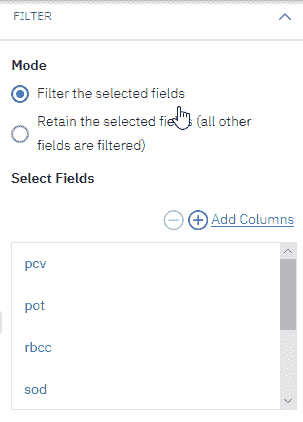 FILTER
Mode
Filter the selected fields
Retain the selected fields (all other
fields are filtered)
Select Fields
Add Columns
pcv
pot
rbcc
sod